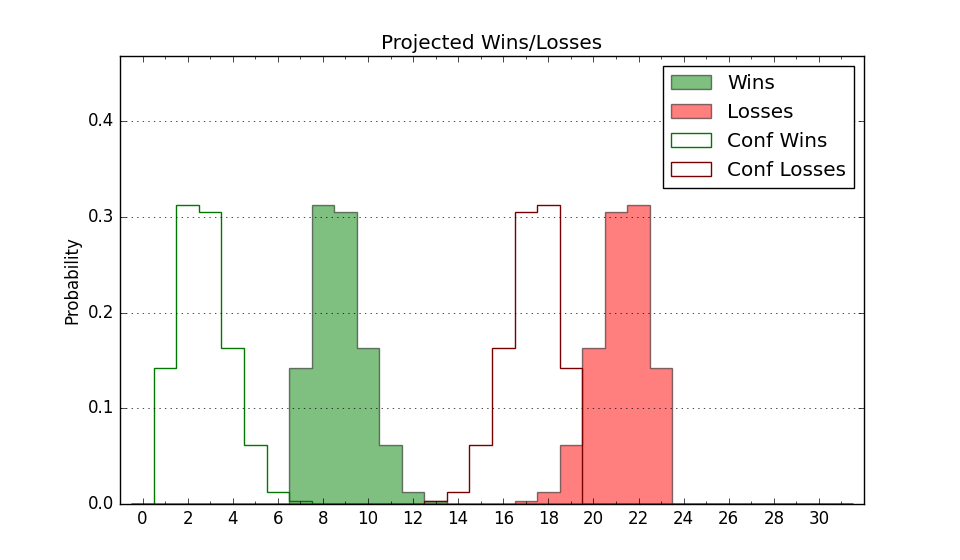 Projected Wins/Losses
Wins
Losses
Conf Wins
Conf Losses
Probability
0.4
0.3
0.2
0.1
0.0
0 2 4 6 8 10 12 14 16 18 20 22 24 26 28 30